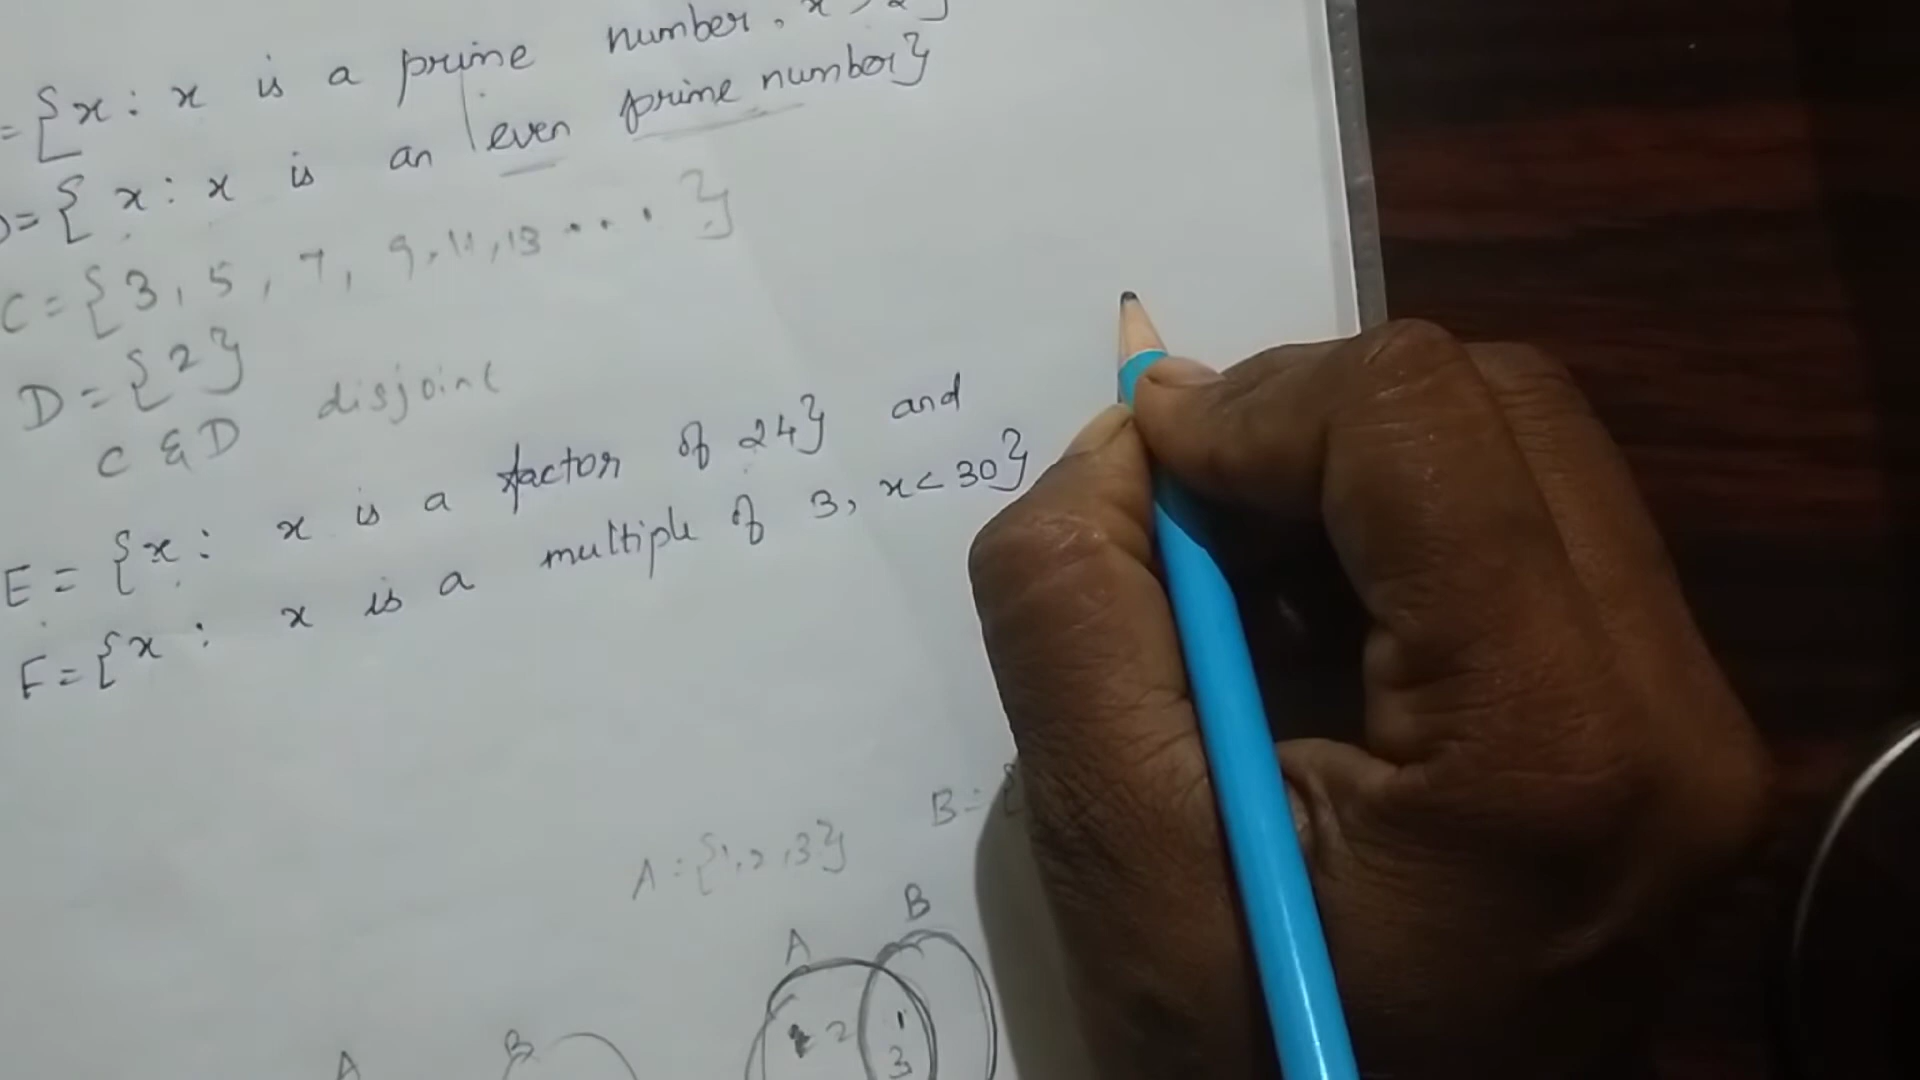 = {x : x is a prime number, x > 2}
D = {x : x is an even prime number}
C = {3, 5, 7, 9, 11, 13 .... }
D = {2}
C & D disjoint
E = {x : x is a factor of 24} and
F = {x : x is a multiple of 3, x < 30}
A = {1, 2, 3} B = {
A B
2 1
3
A B